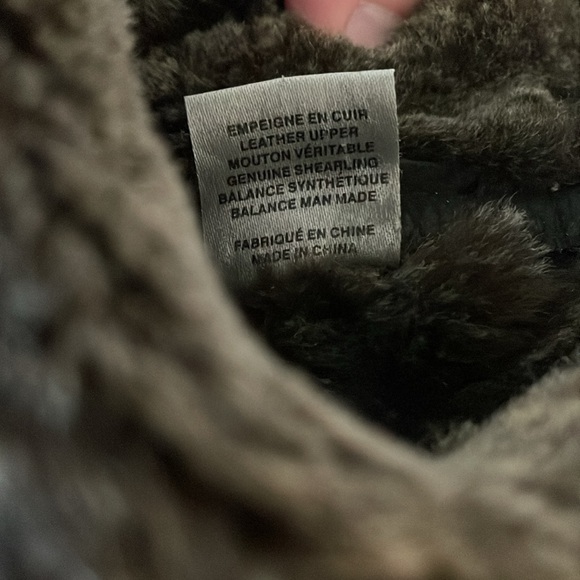 EMPEIGNE EN CUIR
LEATHER UPPER
MOUTON VÉRITABLE
GENUINE SHEARLING
BALANCE SYNTHÉTIQUE
BALANCE MAN MADE
FABRIQUÉ EN CHINE
MADE IN CHINA